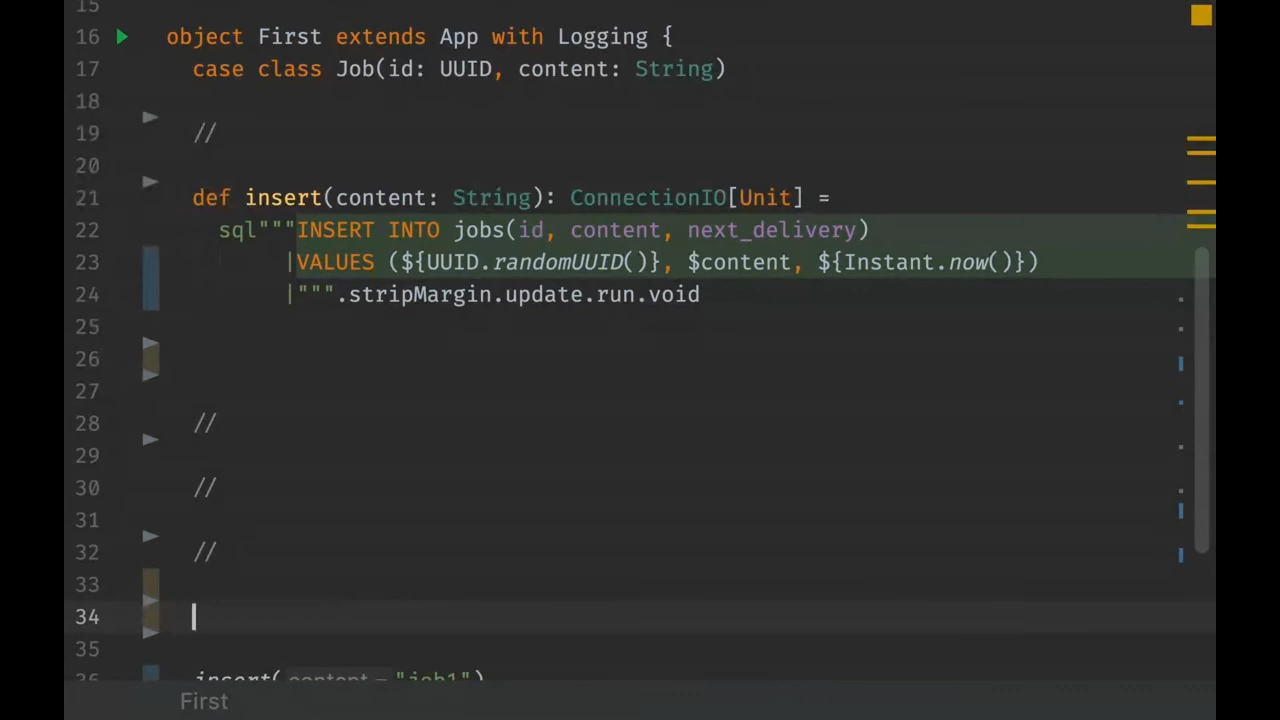 15
16 object First extends App with Logging {
17 case class Job(id: UUID, content: String)
18
19 //
20
21 def insert(content: String): ConnectionIO[Unit] =
22 sql"""INSERT INTO jobs(id, content, next_delivery)
23 |VALUES (${UUID.randomUUID()}, $content, ${Instant.now()})
24 |""".stripMargin.update.run.void
25
26
27
28 //
29
30 //
31
32 //
33
34
35
36 insert( content = "job1")
First